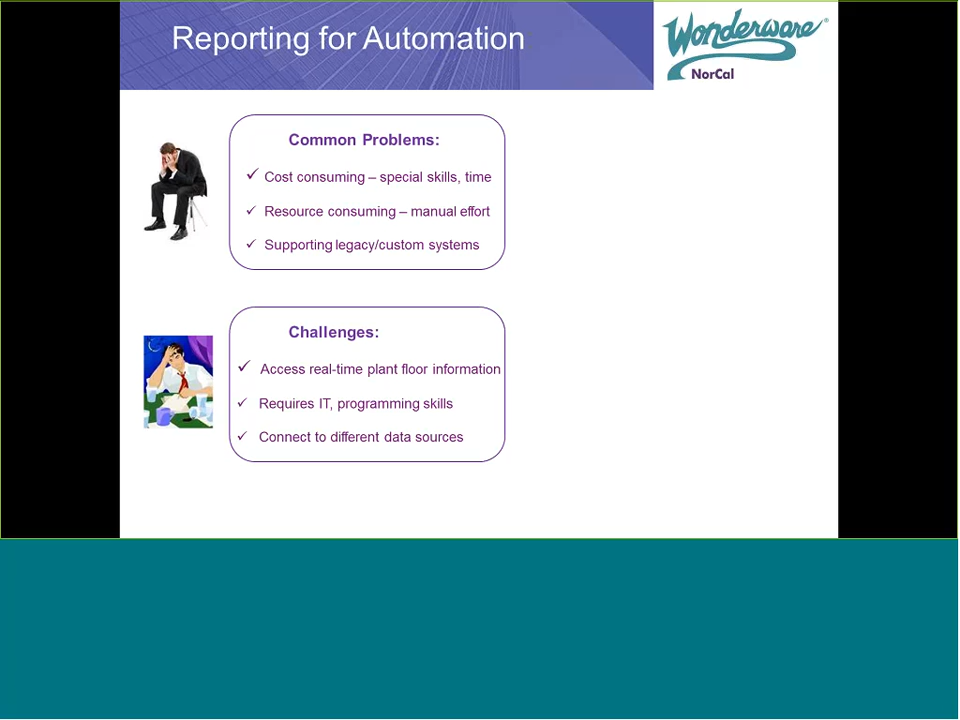 Reporting for Automation
Wonderware®
NorCal
Common Problems:
✓ Cost consuming – special skills, time
✓ Resource consuming – manual effort
✓ Supporting legacy/custom systems
Challenges:
✓ Access real-time plant floor information
✓ Requires IT, programming skills
✓ Connect to different data sources